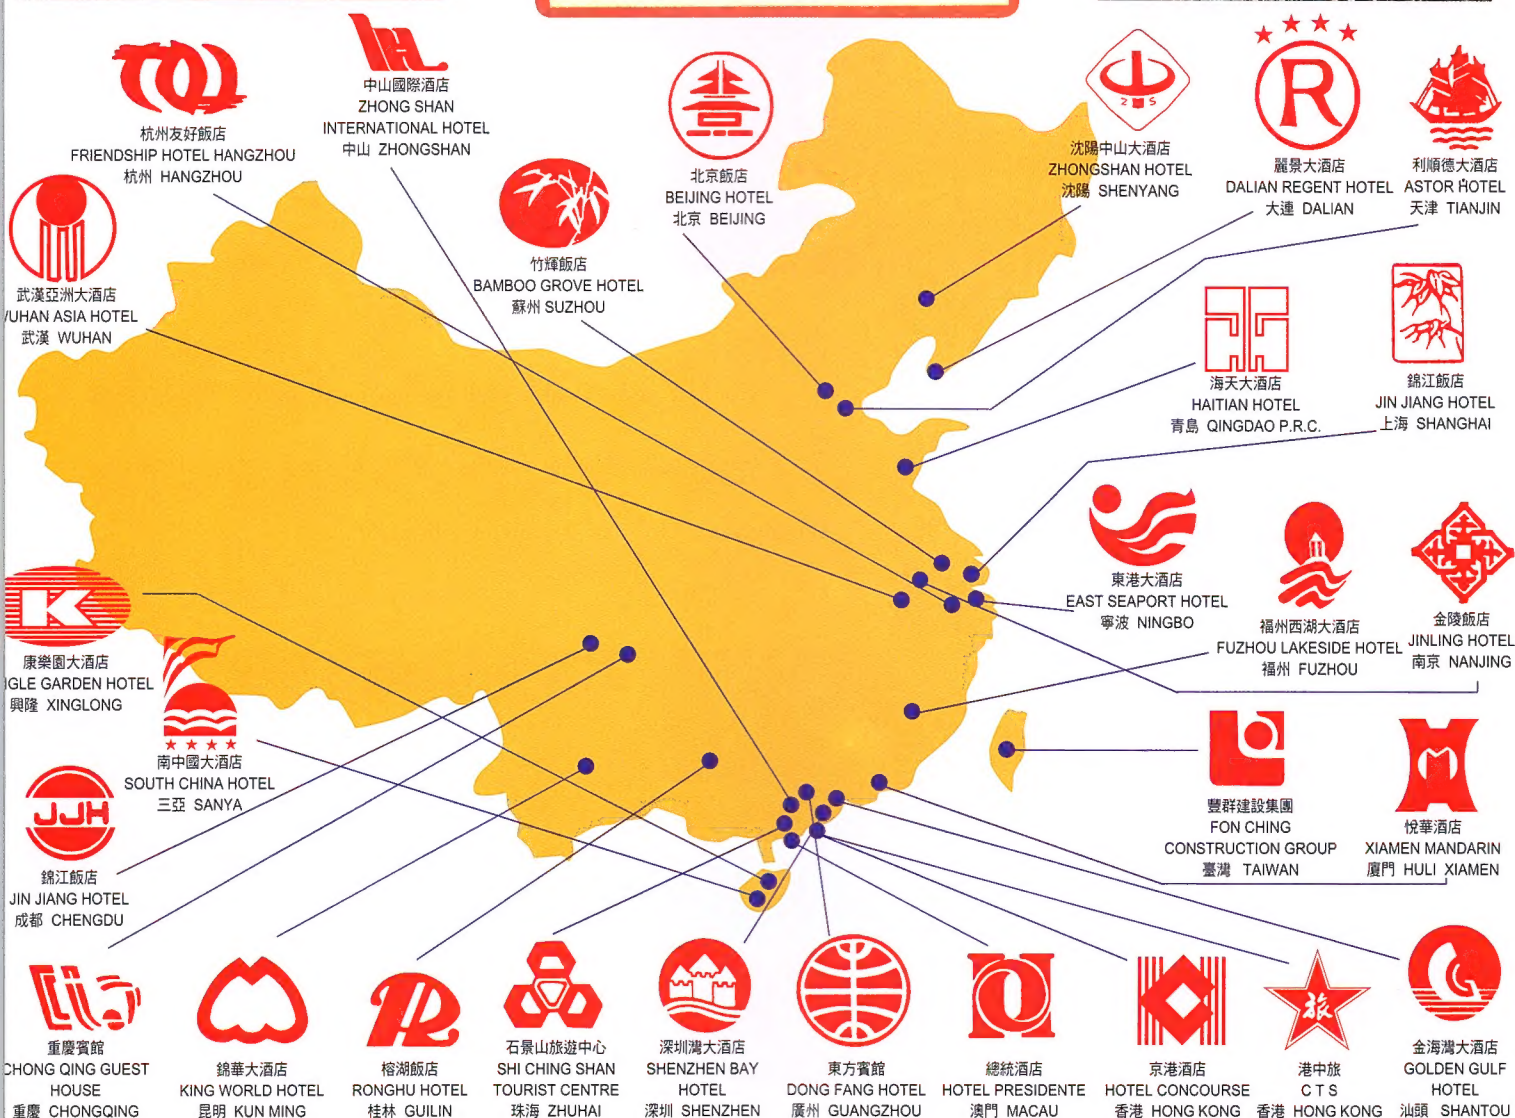 杭州友好飯店
FRIENDSHIP HOTEL HANGZHOU
杭州 HANGZHOU
中山國際酒店
ZHONG SHAN
INTERNATIONAL HOTEL
中山 ZHONGSHAN
北京飯店
BEIJING HOTEL
北京 BEIJING
Z S
沈陽中山大酒店
ZHONGSHAN HOTEL
沈陽 SHENYANG
R
麗景大酒店
DALIAN REGENT HOTEL
大連 DALIAN
利順德大酒店
ASTOR HOTEL
天津 TIANJIN
武漢亞洲大酒店
WUHAN ASIA HOTEL
武漢 WUHAN
竹輝飯店
BAMBOO GROVE HOTEL
蘇州 SUZHOU
海天大酒店
HAITIAN HOTEL
青島 QINGDAO P.R.C.
錦江飯店
JIN JIANG HOTEL
上海 SHANGHAI
東港大酒店
EAST SEAPORT HOTEL
寧波 NINGBO
福州西湖大酒店
FUZHOU LAKESIDE HOTEL
福州 FUZHOU
金陵飯店
JINLING HOTEL
南京 NANJING
K
康樂園大酒店
GLE GARDEN HOTEL
興隆 XINGLONG
南中國大酒店
SOUTH CHINA HOTEL
三亞 SANYA
JJH
錦江飯店
JIN JIANG HOTEL
成都 CHENGDU
豐群建設集團
FON CHING
CONSTRUCTION GROUP
臺灣 TAIWAN
悅華酒店
XIAMEN MANDARIN
廈門 HULI XIAMEN
重慶賓館
CHONG QING GUEST
HOUSE
重慶 CHONGQING
錦華大酒店
KING WORLD HOTEL
昆明 KUN MING
R
榕湖飯店
RONGHU HOTEL
桂林 GUILIN
石景山旅遊中心
SHI CHING SHAN
TOURIST CENTRE
珠海 ZHUHAI
深圳灣大酒店
SHENZHEN BAY
HOTEL
深圳 SHENZHEN
東方賓館
DONG FANG HOTEL
廣州 GUANGZHOU
總統酒店
HOTEL PRESIDENTE
澳門 MACAU
京港酒店
HOTEL CONCOURSE
香港 HONG KONG
旅
港中旅
C T S
香港 HONG KONG
金海灣大酒店
GOLDEN GULF
HOTEL
汕頭 SHANTOU